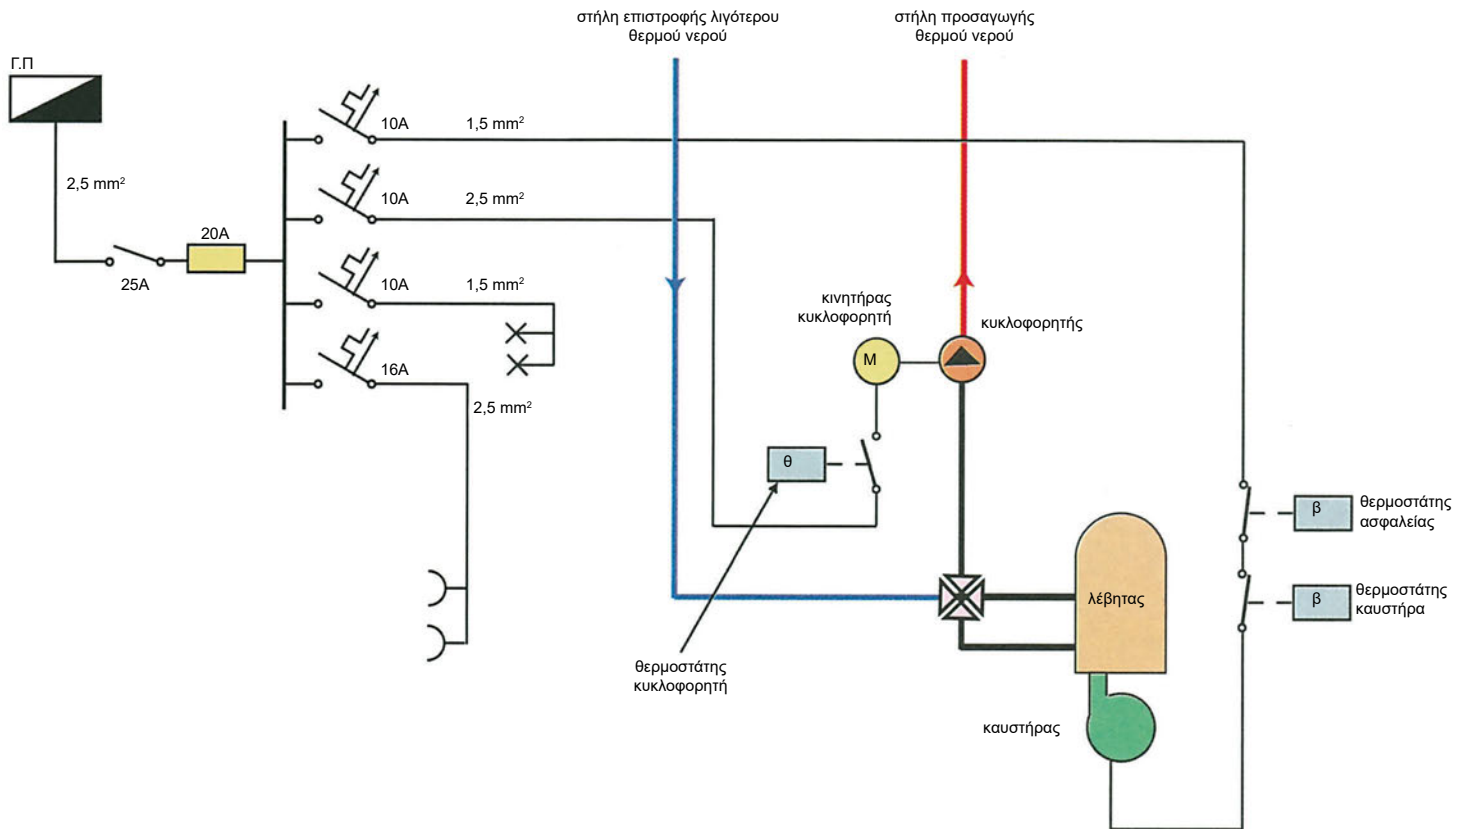 στήλη επιστροφής λιγότερου
θερμού νερού
στήλη προσαγωγής
θερμού νερού
Γ.Π
2,5 mm²
25A
20A
10A
1,5 mm²
10A
2,5 mm²
10A
1,5 mm²
16A
2,5 mm²
κινητήρας
κυκλοφορητή
κυκλοφορητής
M
θ
θερμοστάτης
κυκλοφορητή
λέβητας
καυστήρας
β
θερμοστάτης
ασφαλείας
β
θερμοστάτης
καυστήρα